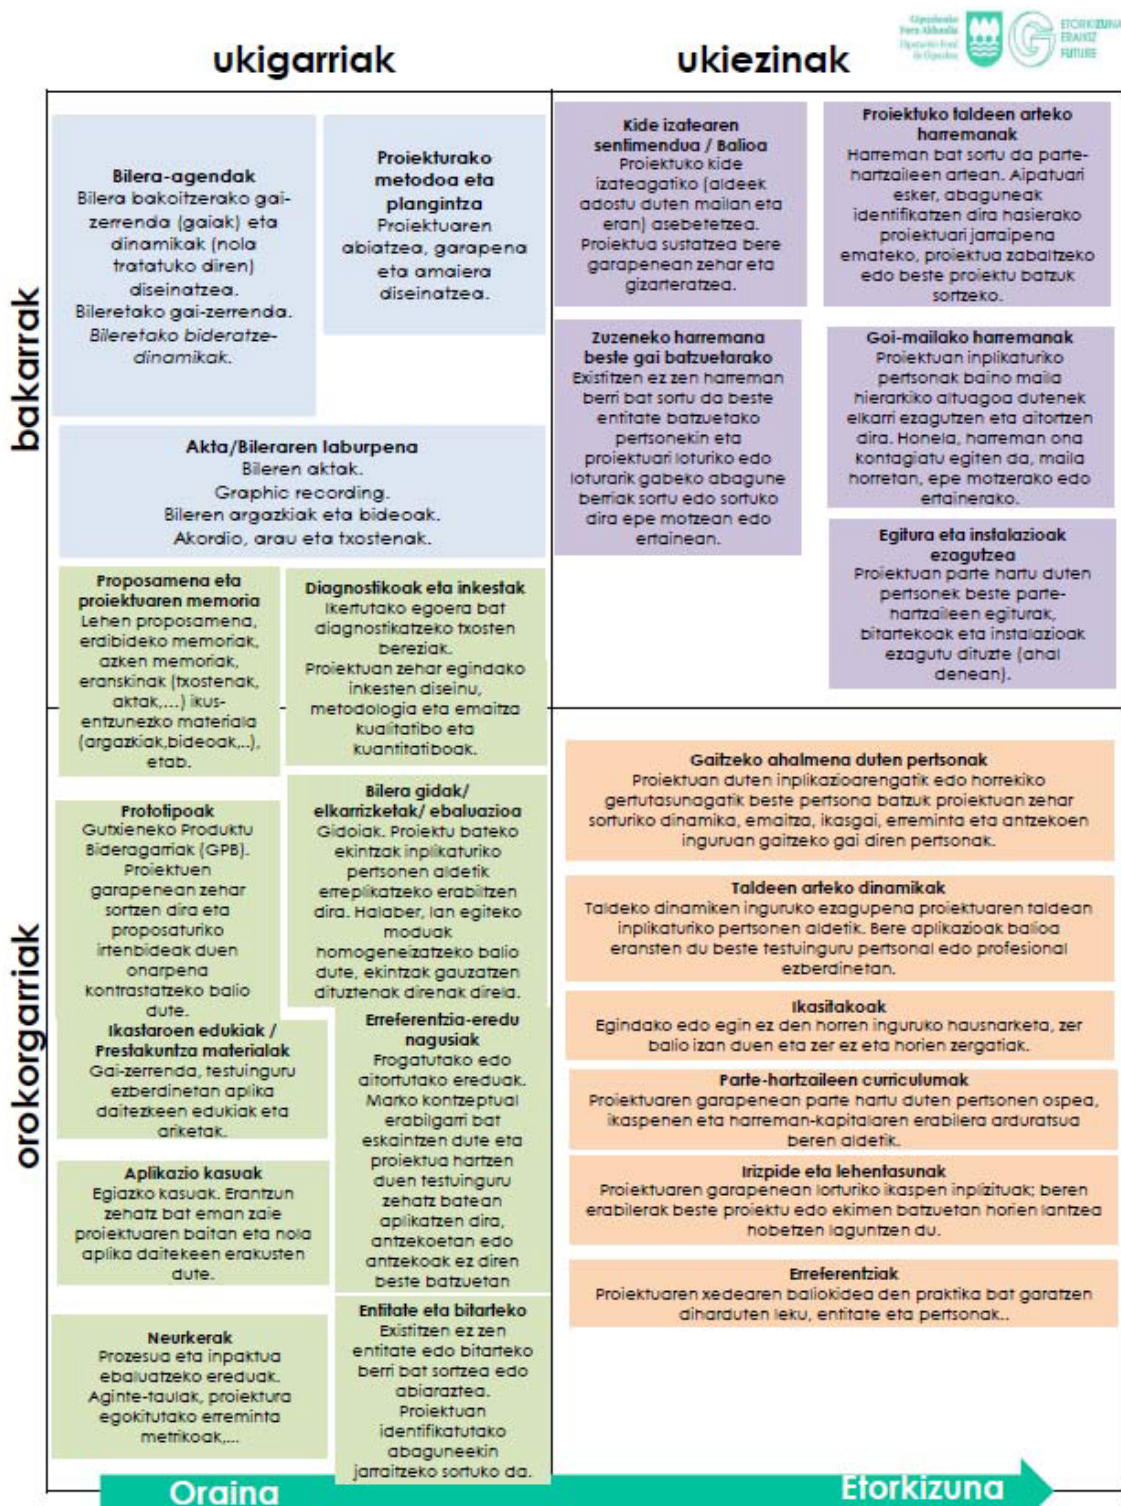 Gipuzkoako
Foru Aldundia
Diputación Foral
de Gipuzkoa
ETORKIZUNA
ERAIKIZ
FUTURE
ukigarriak
ukiezinak
bakarrak
Bilera-agendak
Bilera bakoitzerako gai-
zerrenda (gaiak) eta
dinamikak (nola
tratatuko diren)
diseinatzea.
Bileretako gai-zerrenda.
Bileretako bideratze-
dinamikak.
Proiekturako
metodoa eta
plangintza
Proiektuaren
abiatzea, garapena
eta amaiera
diseinatzea.
Akta/Bileraren laburpena
Bileren aktak.
Graphic recording.
Bileren argazkiak eta bideoak.
Akordio, arau eta txostenak.
Kide izatearen
sentimendua / Balioa
Proiektuko kide
izateagatiko (aldeek
adostu duten mailan eta
eran) asebetetzea.
Proiektua sustatzea bere
garapenean zehar eta
gizarteratzea.
Proiektuko taldeen arteko
harremanak
Harreman bat sortu da parte-
hartzaileen artean. Aipatuari
esker, abaguneak
identifikatzen dira hasierako
proiektuari jarraipena
emateko, proiektua zabaltzeko
edo beste proiektu batzuk
sortzeko.
Zuzeneko harremana
beste gai batzuetarako
Existitzen ez zen harreman
berri bat sortu da beste
entitate batzuetako
pertsonekin eta
proiektuari loturiko edo
loturarik gabeko abagune
berriak sortu edo sortuko
dira epe motzean edo
ertainean.
Goi-mailako harremanak
Proiektuan inplikaturiko
pertsonak baino maila
hierarkiko altuagoa dutenek
elkarri ezagutzen eta aitortzen
dira. Honela, harreman ona
kontagiatu egiten da, maila
horretan, epe motzerako edo
ertainerako.
Egitura eta instalazioak
ezagutzea
Proiektuan parte hartu duten
pertsonek beste parte-
hartzaileen egiturak,
bitartekoak eta instalazioak
ezagutu dituzte (ahal
denean).
orokorgarriak
Proposamena eta
proiektuaren memoria
Lehen proposamena,
erdibideko memoriak,
azken memoriak,
eranskinak (txostenak,
aktak,...) ikus-
entzunezko materiala
(argazkiak,bideoak,..),
etab.
Diagnostikoak eta inkestak
Ikertutako egoera bat
diagnostikatzeko txosten
bereziak.
Proiektuan zehar egindako
inkesten diseinu,
metodologia eta emaitza
kualitatibo eta
kuantitatiboak.
Prototipoak
Gutxieneko Produktu
Bideragarriak (GPB).
Proiektuen
garapenean zehar
sortzen dira eta
proposaturiko
irtenbideak duen
onarpena
kontrastatzeko balio
dute.
Bilera gidak/
elkarrizketak/ ebaluazioa
Gidoiak. Proiektu bateko
ekintzak inplikaturiko
pertsonen aldetik
erreplikatzeko erabiltzen
dira. Halaber, lan egiteko
moduak
homogeneizatzeko balio
dute, ekintzak gauzatzen
dituztenak direnak direla.
Ikastaroen edukiak /
Prestakuntza materialak
Gai-zerrenda, testuinguru
ezberdinetan aplika
daitezkeen edukiak eta
ariketak.
Erreferentzia-eredu
nagusiak
Frogatutako edo
aitortutako ereduak.
Marko kontzeptual
erabilgarri bat
eskaintzen dute eta
proiektua hartzen
duen testuinguru
zehatz batean
aplikatzen dira,
antzekoetan edo
antzekoak ez diren
beste batzuetan
Aplikazio kasuak
Egiazko kasuak. Erantzun
zehatz bat eman zaie
proiektuaren baitan eta nola
aplika daitekeen erakusten
dute.
Neurkerak
Prozesua eta inpaktua
ebaluatzeko ereduak.
Aginte-taulak, proiektura
egokitutako erreminta
metrikoak,...
Entitate eta bitarteko
Existitzen ez zen
entitate edo bitarteko
berri bat sortzea edo
abiaraztea.
Proiektuan
identifikatutako
abaguneekin
jarraitzeko sortuko da.
Gaitzeko ahalmena duten pertsonak
Proiektuan duten inplikazioarengatik edo horrekiko
gertutasunagatik beste pertsona batzuk proiektuan zehar
sorturiko dinamika, emaitza, ikasgai, erreminta eta antzekoen
inguruan gaitzeko gai diren pertsonak.
Taldeen arteko dinamikak
Taldeko dinamiken inguruko ezagupena proiektuaren taldean
inplikaturiko pertsonen aldetik. Bere aplikazioak balioa
eransten du beste testuinguru pertsonal edo profesional
ezberdinetan.
Ikasitakoak
Egindako edo egin ez den horren inguruko hausnarketa, zer
balio izan duen eta zer ez eta horien zergatiak.
Parte-hartzaileen curriculumak
Proiektuaren garapenean parte hartu duten pertsonen ospea,
ikaspenen eta harreman-kapitalaren erabilera arduratsua
beren aldetik.
Irizpide eta lehentasunak
Proiektuaren garapenean lorturiko ikaspen inplizituak; beren
erabilerak beste proiektu edo ekimen batzuetan horien lantzea
hobetzen laguntzen du.
Erreferentziak
Proiektuaren xedearen baliokidea den praktika bat garatzen
diharduten leku, entitate eta pertsonak..
Oraina
Etorkizuna